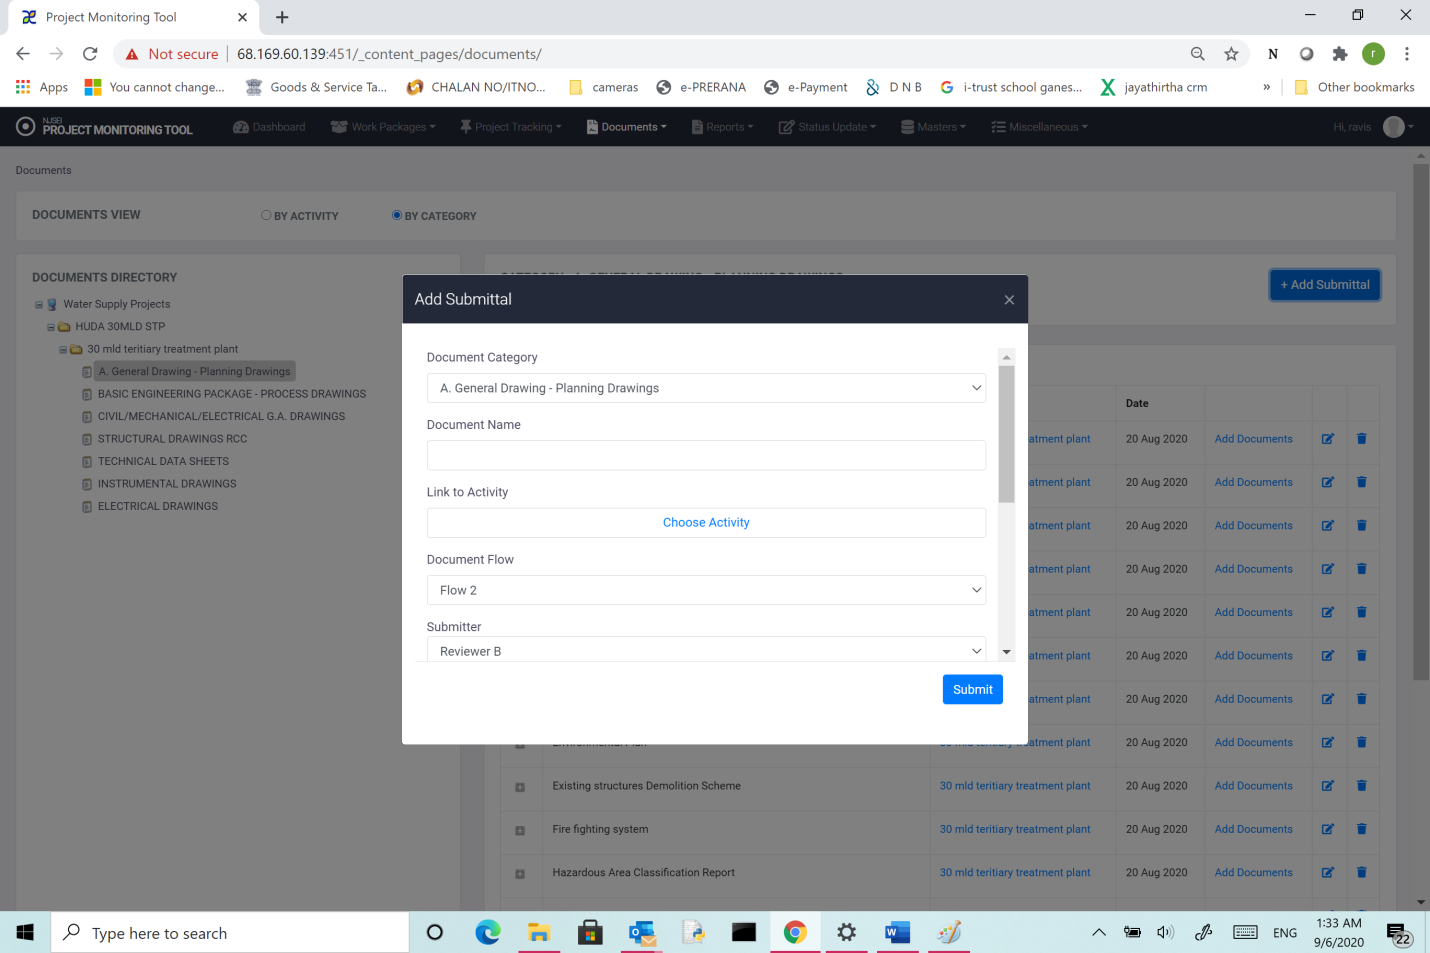 Project Monitoring Tool
Not secure 68.169.60.139:451/_content_pages/documents/
N r
Apps You cannot change... Goods & Service Ta... CHALAN NO/ITNO... cameras e-PRERANA e-Payment D N B i-trust school ganes... jayathirtha crm » Other bookmarks
NJSEI
PROJECT MONITORING TOOL Dashboard Work Packages Project Tracking Documents Reports Status Update Masters Miscellaneous Hi, ravis
Documents
DOCUMENTS VIEW BY ACTIVITY BY CATEGORY
DOCUMENTS DIRECTORY
Water Supply Projects
HUDA 30MLD STP
30 mld teritiary treatment plant
A. General Drawing - Planning Drawings
BASIC ENGINEERING PACKAGE - PROCESS DRAWINGS
CIVIL/MECHANICAL/ELECTRICAL G.A. DRAWINGS
STRUCTURAL DRAWINGS RCC
TECHNICAL DATA SHEETS
INSTRUMENTAL DRAWINGS
ELECTRICAL DRAWINGS
+ Add Submittal
Add Submittal ×
Document Category
A. General Drawing - Planning Drawings
Document Name
Link to Activity
Choose Activity
Document Flow
Flow 2
Submitter
Reviewer B
Submit
Date
atment plant 20 Aug 2020 Add Documents
atment plant 20 Aug 2020 Add Documents
atment plant 20 Aug 2020 Add Documents
atment plant 20 Aug 2020 Add Documents
atment plant 20 Aug 2020 Add Documents
atment plant 20 Aug 2020 Add Documents
atment plant 20 Aug 2020 Add Documents
atment plant 20 Aug 2020 Add Documents
Existing structures Demolition Scheme 30 mld teritiary treatment plant 20 Aug 2020 Add Documents
Fire fighting system 30 mld teritiary treatment plant 20 Aug 2020 Add Documents
Hazardous Area Classification Report 30 mld teritiary treatment plant 20 Aug 2020 Add Documents
Type here to search
ENG
1:33 AM
9/6/2020
22